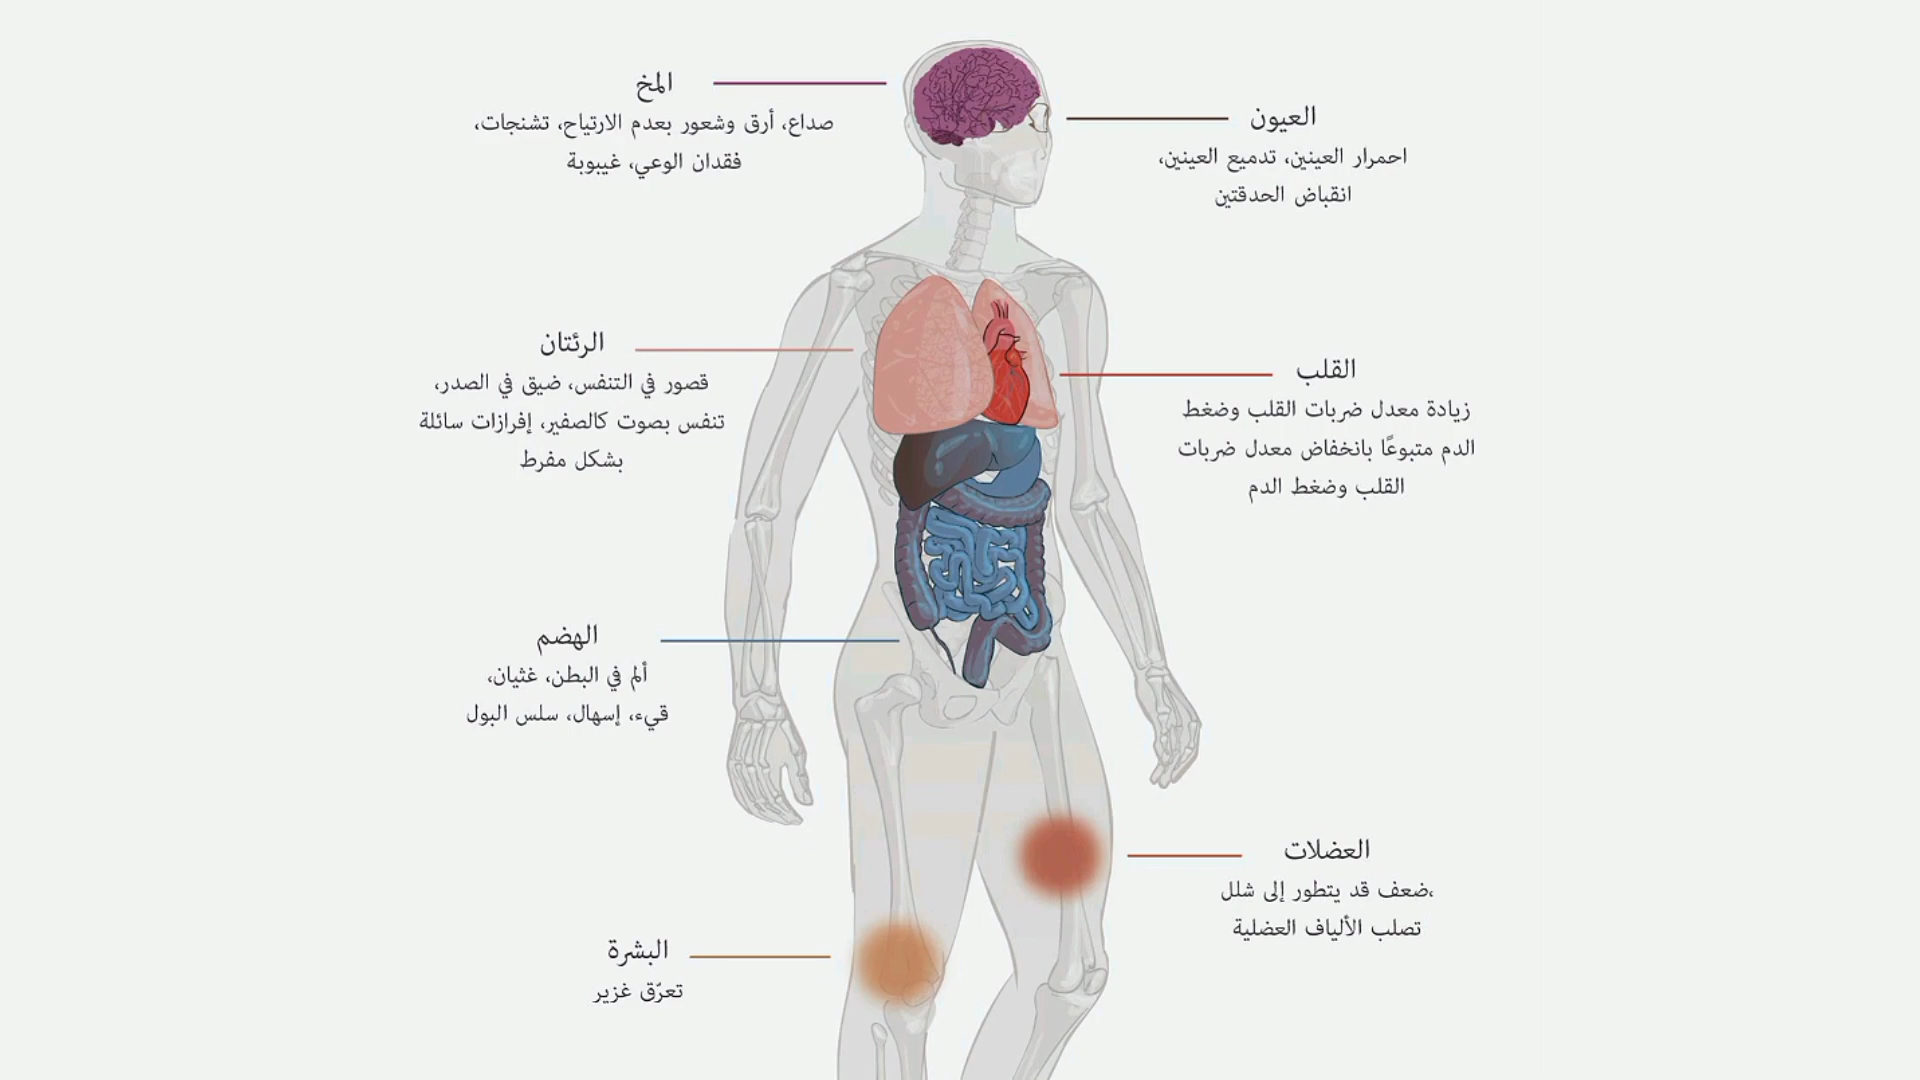 المخ
صداع، أرق وشعور بعدم الارتياح، تشنجات،
فقدان الوعي، غيبوبة
العيون
احمرار العينين، تدميع العينين،
انقباض الحدقتين
الرئتان
قصور في التنفس، ضيق في الصدر،
تنفس بصوت كالصفير، إفرازات سائلة
بشكل مفرط
القلب
زيادة معدل ضربات القلب وضغط
الدم متبوعًا بانخفاض معدل ضربات
القلب وضغط الدم
الهضم
ألم في البطن، غثيان،
قيء، إسهال، سلس البول
العضلات
،ضعف قد يتطور إلى شلل
تصلب الألياف العضلية
البشرة
تعرّق غزير